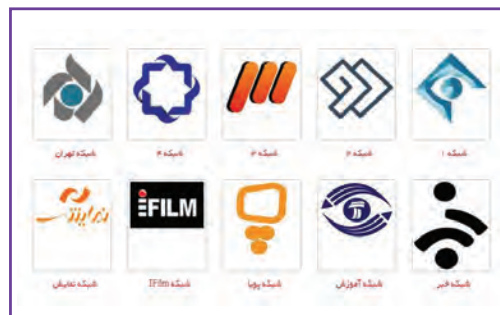 شبکه ۱
شبکه ۲
شبکه ۳
شبکه ۴
شبکه تهران
iFILM
شبکه خبر
شبکه آموزش
شبکه پویا
شبکه IFilm
شبکه نمایش